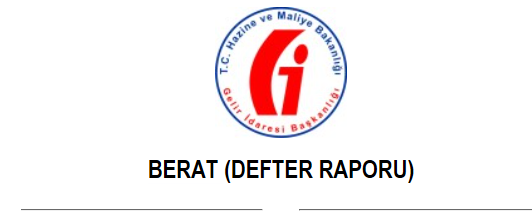 T.C. Hazine ve Maliye Bakanlığı
Gelir İdaresi Başkanlığı
BERAT (DEFTER RAPORU)